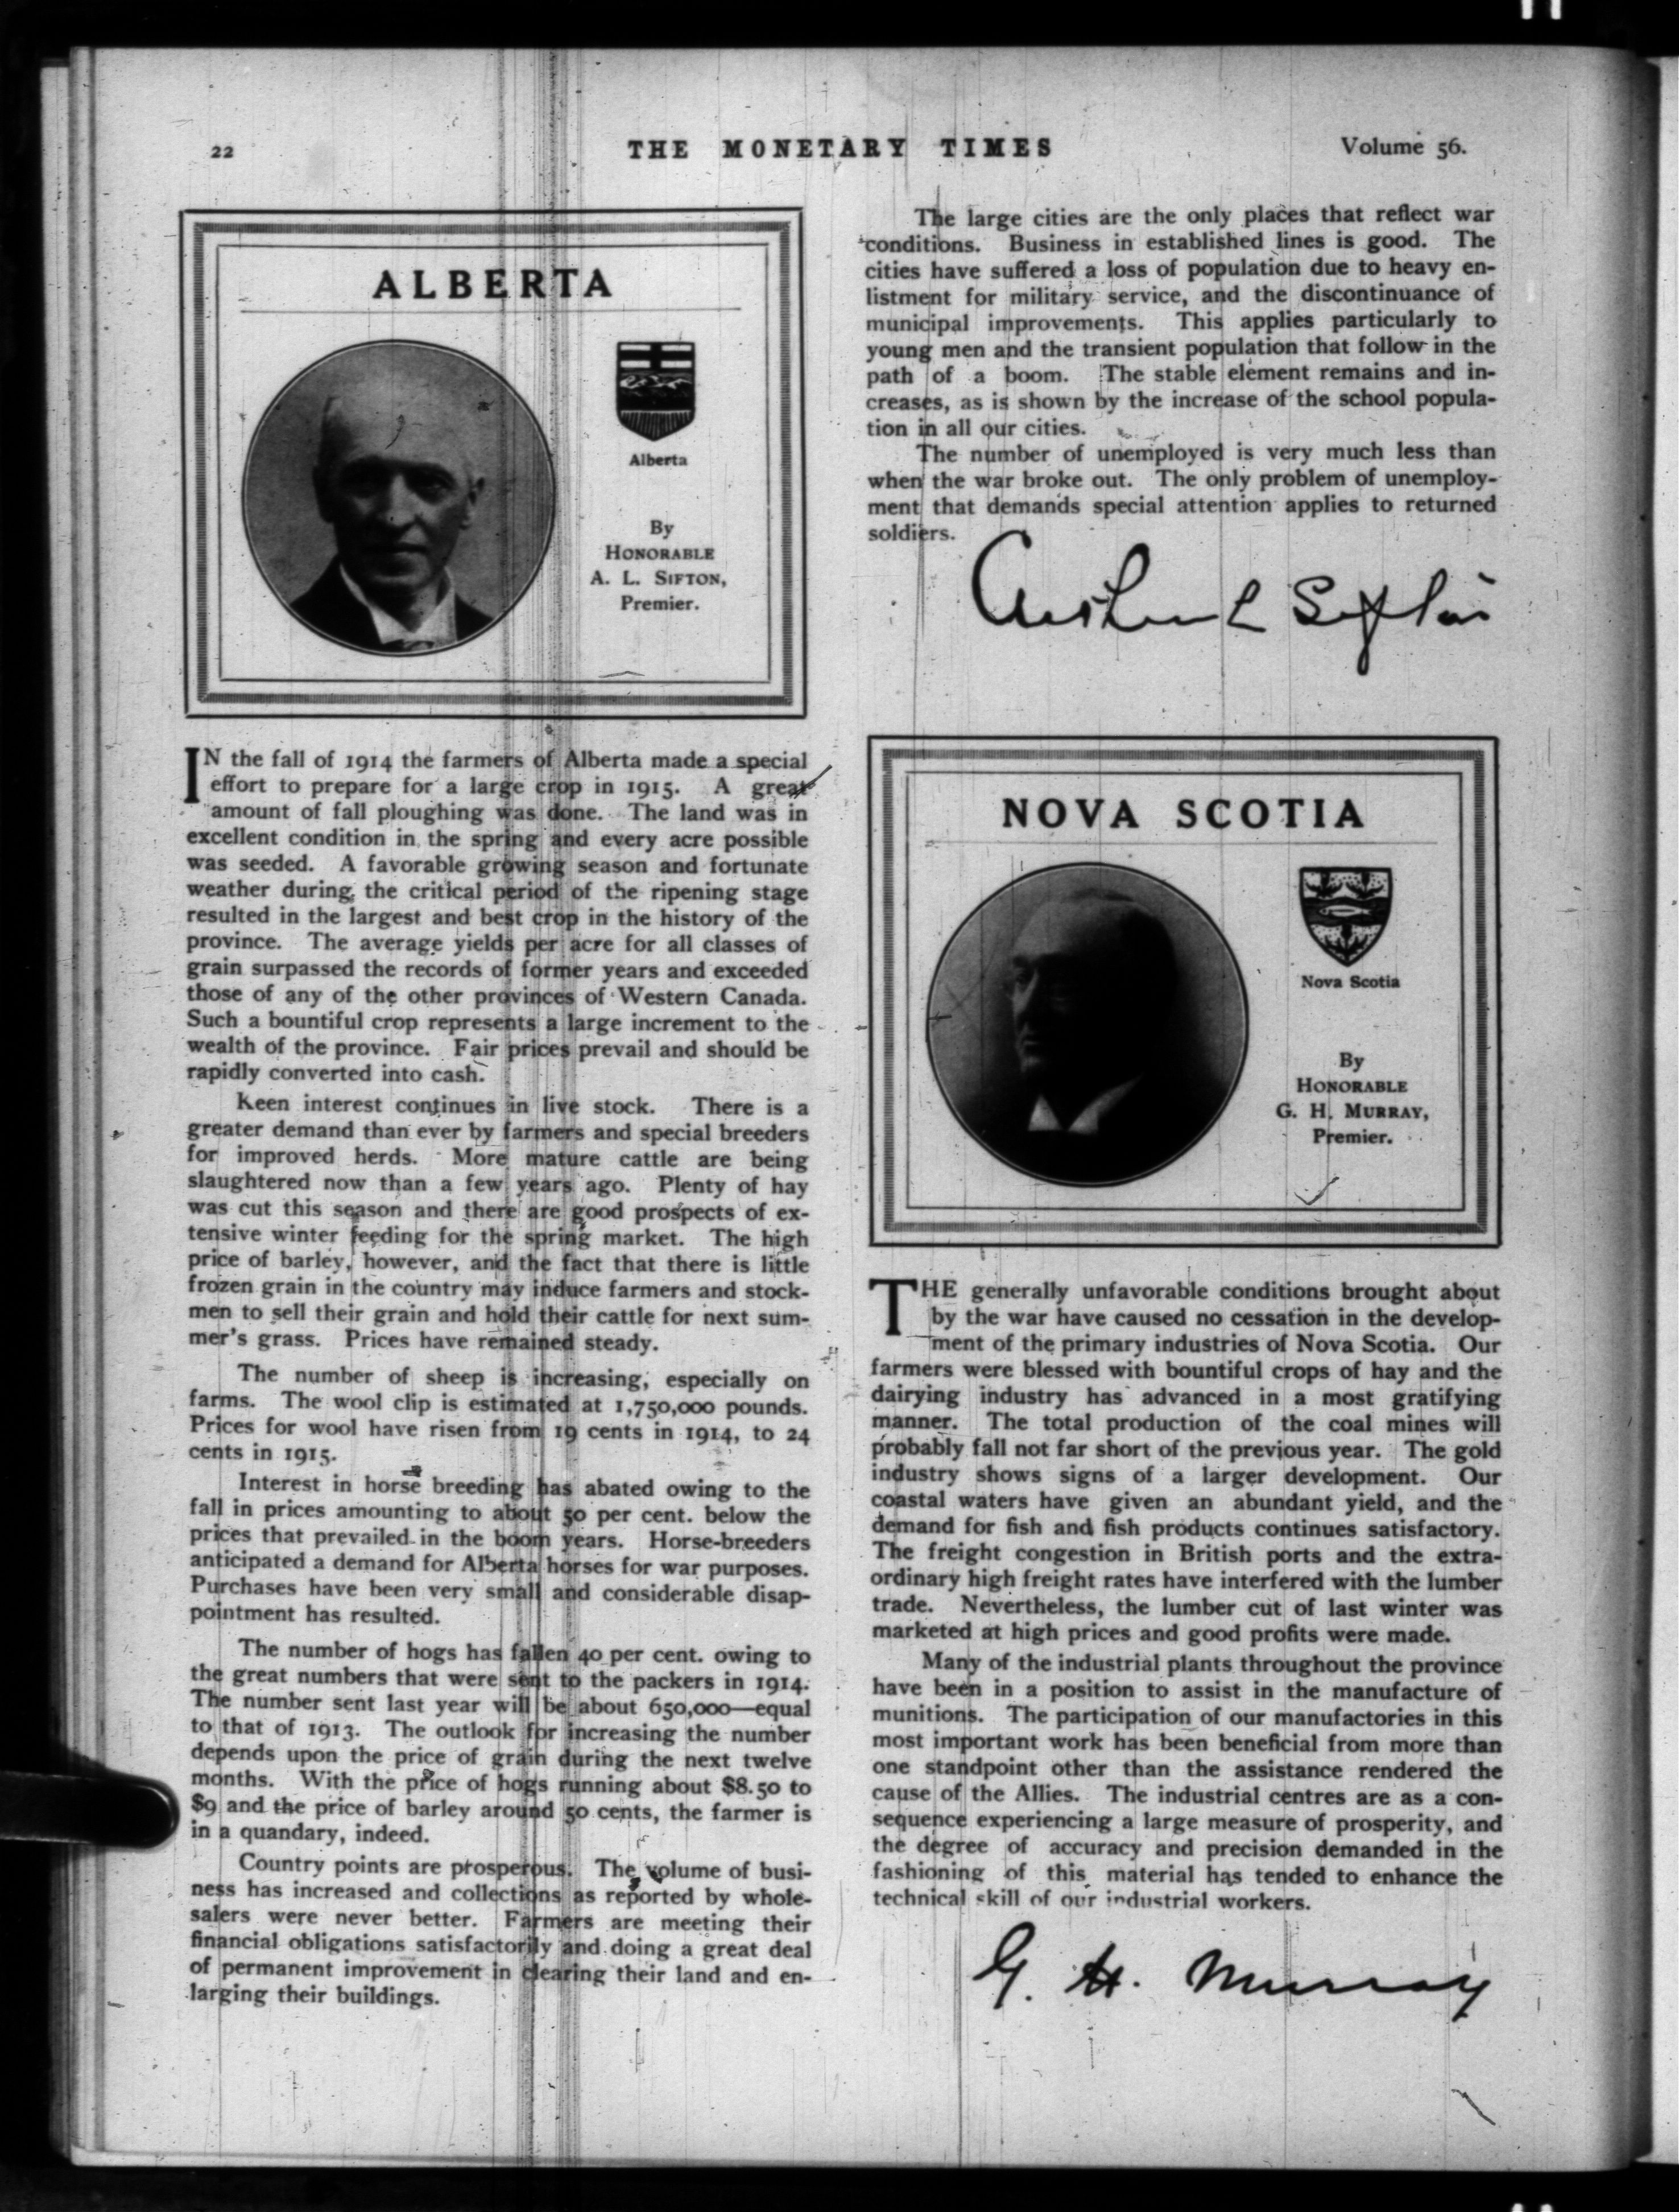 22
THE MONETARY TIMES
Volume 56.
ALBERTA
Alberta
By
HONORABLE
A. L. SIFTON,
Premier.
IN the fall of 1914 the farmers of Alberta made a special
effort to prepare for a large crop in 1915. A great
amount of fall ploughing was done. The land was in
excellent condition in the spring and every acre possible
was seeded. A favorable growing season and fortunate
weather during the critical period of the ripening stage
resulted in the largest and best crop in the history of the
province. The average yields per acre for all classes of
grain surpassed the records of former years and exceeded
those of any of the other provinces of Western Canada.
Such a bountiful crop represents a large increment to the
wealth of the province. Fair prices prevail and should be
rapidly converted into cash.
Keen interest continues in live stock. There is a
greater demand than ever by farmers and special breeders
for improved herds. More mature cattle are being
slaughtered now than a few years ago. Plenty of hay
was cut this season and there are good prospects of ex-
tensive winter feeding for the spring market. The high
price of barley, however, and the fact that there is little
frozen grain in the country may induce farmers and stock-
men to sell their grain and hold their cattle for next sum-
mer's grass. Prices have remained steady.
The number of sheep is increasing, especially on
farms. The wool clip is estimated at 1,750,000 pounds.
Prices for wool have risen from 19 cents in 1914, to 24
cents in 1915.
Interest in horse breeding has abated owing to the
fall in prices amounting to about 50 per cent. below the
prices that prevailed in the boom years. Horse-breeders
anticipated a demand for Alberta horses for war purposes.
Purchases have been very small and considerable disap-
pointment has resulted.
The number of hogs has fallen 40 per cent. owing to
the great numbers that were sent to the packers in 1914.
The number sent last year will be about 650,000—equal
to that of 1913. The outlook for increasing the number
depends upon the price of grain during the next twelve
months. With the price of hogs running about $8.50 to
$9 and the price of barley around 50 cents, the farmer is
in a quandary, indeed.
Country points are prosperous. The volume of busi-
ness has increased and collections as reported by whole-
salers were never better. Farmers are meeting their
financial obligations satisfactorily and doing a great deal
of permanent improvement in clearing their land and en-
larging their buildings.
The large cities are the only places that reflect war
conditions. Business in established lines is good. The
cities have suffered a loss of population due to heavy en-
listment for military service, and the discontinuance of
municipal improvements. This applies particularly to
young men and the transient population that follow in the
path of a boom. The stable element remains and in-
creases, as is shown by the increase of the school popula-
tion in all our cities.
The number of unemployed is very much less than
when the war broke out. The only problem of unemploy-
ment that demands special attention applies to returned
soldiers.
Arthur L Sifton
NOVA SCOTIA
Nova Scotia
By
HONORABLE
G. H. MURRAY,
Premier.
THE generally unfavorable conditions brought about
by the war have caused no cessation in the develop-
ment of the primary industries of Nova Scotia. Our
farmers were blessed with bountiful crops of hay and the
dairying industry has advanced in a most gratifying
manner. The total production of the coal mines will
probably fall not far short of the previous year. The gold
industry shows signs of a larger development. Our
coastal waters have given an abundant yield, and the
demand for fish and fish products continues satisfactory.
The freight congestion in British ports and the extra-
ordinary high freight rates have interfered with the lumber
trade. Nevertheless, the lumber cut of last winter was
marketed at high prices and good profits were made.
Many of the industrial plants throughout the province
have been in a position to assist in the manufacture of
munitions. The participation of our manufactories in this
most important work has been beneficial from more than
one standpoint other than the assistance rendered the
cause of the Allies. The industrial centres are as a con-
sequence experiencing a large measure of prosperity, and
the degree of accuracy and precision demanded in the
fashioning of this material has tended to enhance the
technical skill of our industrial workers.
G. H. Murray